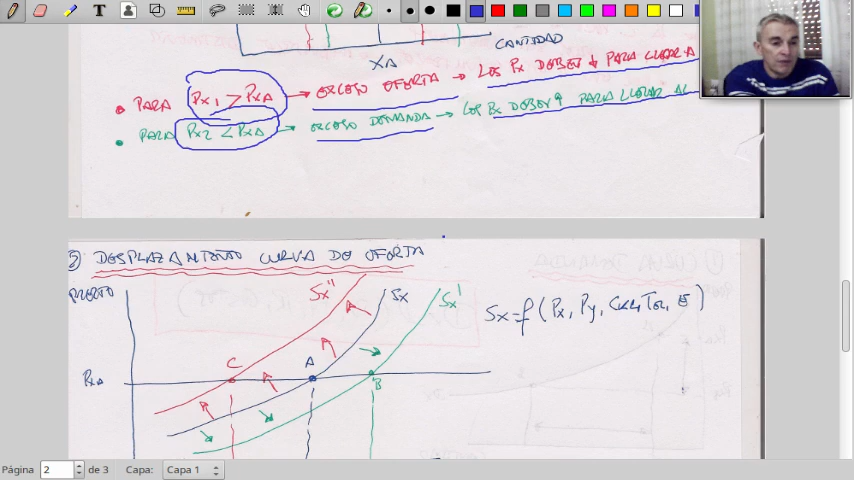 CANTIDAD
XA
• PARA Px1 > PxA → EXCESO OFERTA → LOS Px DEBEN ↓ PARA LLEGAR A
• PARA Px2 < PxA → EXCESO DEMANDA → LOS Px DEBEN ↑ PARA LLEGAR AL
3) DESPLAZAMIENTO CURVA DE OFERTA
PRECIO
Sx'' Sx Sx'
Sx = f (Px, Py,
C A
PxA
B
Página 2 de 3 Capa: Capa 1